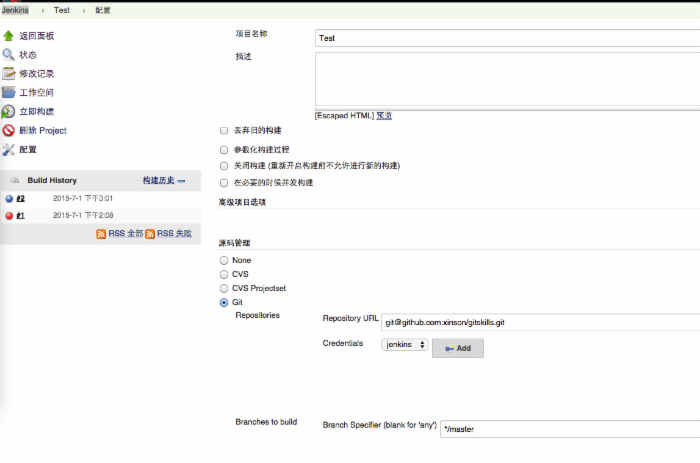 Jenkins › Test › 配置
返回面板
状态
修改记录
工作空间
立即构建
删除 Project
配置
Build History 构建历史
#2 2015-7-1 下午3:01
#1 2015-7-1 下午2:08
RSS 全部 RSS 失败
项目名称 Test
描述
[Escaped HTML] 预览
丢弃旧的构建
参数化构建过程
关闭构建 (重新开启构建前不允许进行新的构建)
在必要的时候并发构建
高级项目选项
源码管理
None
CVS
CVS Projectset
Git
Repositories
Repository URL git@github.com:xinson/gitskills.git
Credentials jenkins Add
Branches to build
Branch Specifier (blank for 'any') */master